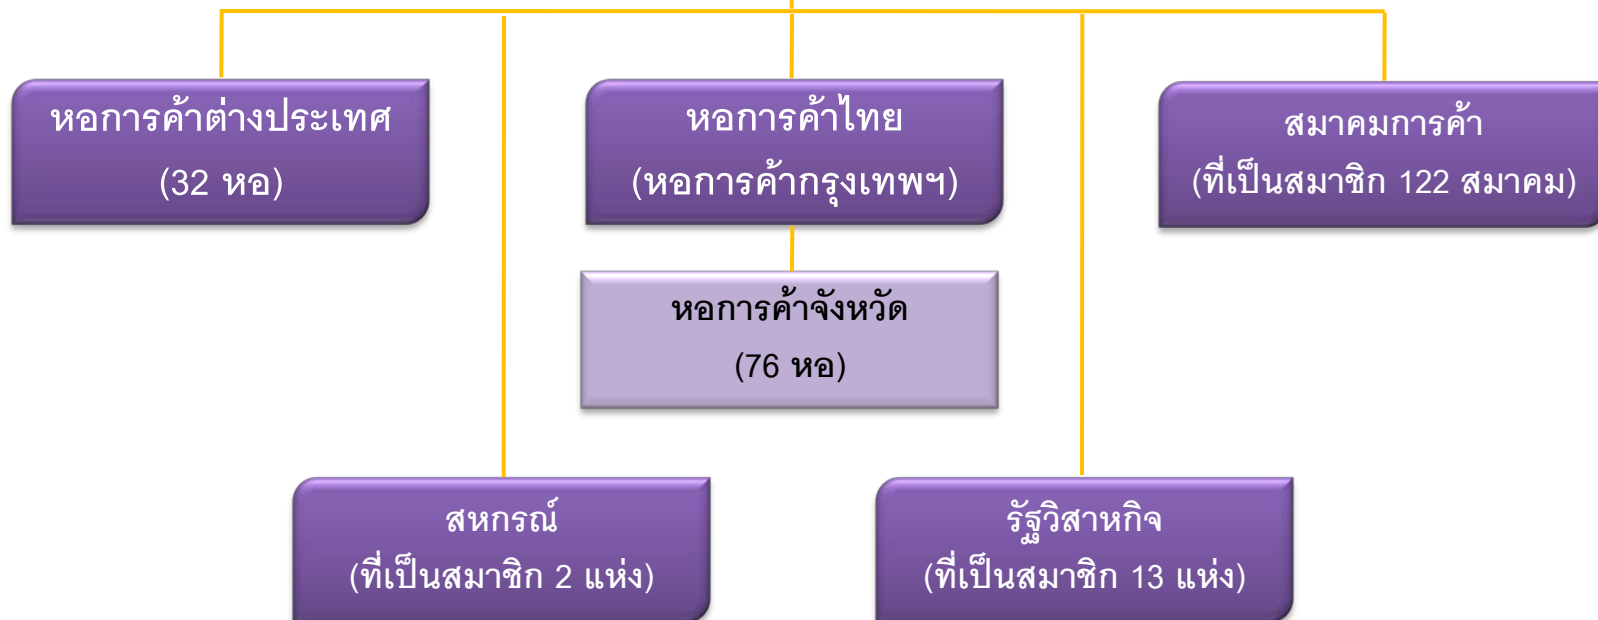 หอการค้าต่างประเทศ
(32 หอ)
หอการค้าไทย
(หอการค้ากรุงเทพฯ)
สมาคมการค้า
(ที่เป็นสมาชิก 122 สมาคม)
หอการค้าจังหวัด
(76 หอ)
สหกรณ์
(ที่เป็นสมาชิก 2 แห่ง)
รัฐวิสาหกิจ
(ที่เป็นสมาชิก 13 แห่ง)